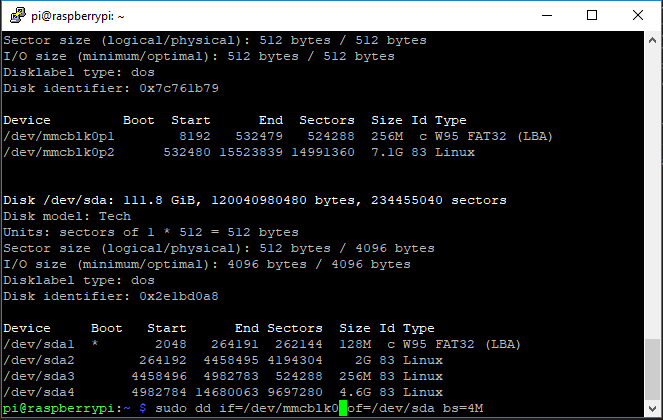 pi@raspberrypi: ~
Sector size (logical/physical): 512 bytes / 512 bytes
I/O size (minimum/optimal): 512 bytes / 512 bytes
Disklabel type: dos
Disk identifier: 0x7c761b79
Device         Boot  Start      End  Sectors  Size Id Type
/dev/mmcblk0p1        8192   532479   524288  256M  c W95 FAT32 (LBA)
/dev/mmcblk0p2      532480 15523839 14991360  7.1G 83 Linux
Disk /dev/sda: 111.8 GiB, 120040980480 bytes, 234455040 sectors
Disk model: Tech
Units: sectors of 1 * 512 = 512 bytes
Sector size (logical/physical): 512 bytes / 4096 bytes
I/O size (minimum/optimal): 4096 bytes / 4096 bytes
Disklabel type: dos
Disk identifier: 0x2e1bd0a8
Device     Boot   Start      End Sectors  Size Id Type
/dev/sda1  *       2048   264191  262144  128M  c W95 FAT32 (LBA)
/dev/sda2        264192  4458495 4194304    2G 83 Linux
/dev/sda3       4458496  4982783  524288  256M 83 Linux
/dev/sda4       4982784 14680063 9697280  4.6G 83 Linux
pi@raspberrypi:~ $ sudo dd if=/dev/mmcblk0 of=/dev/sda bs=4M